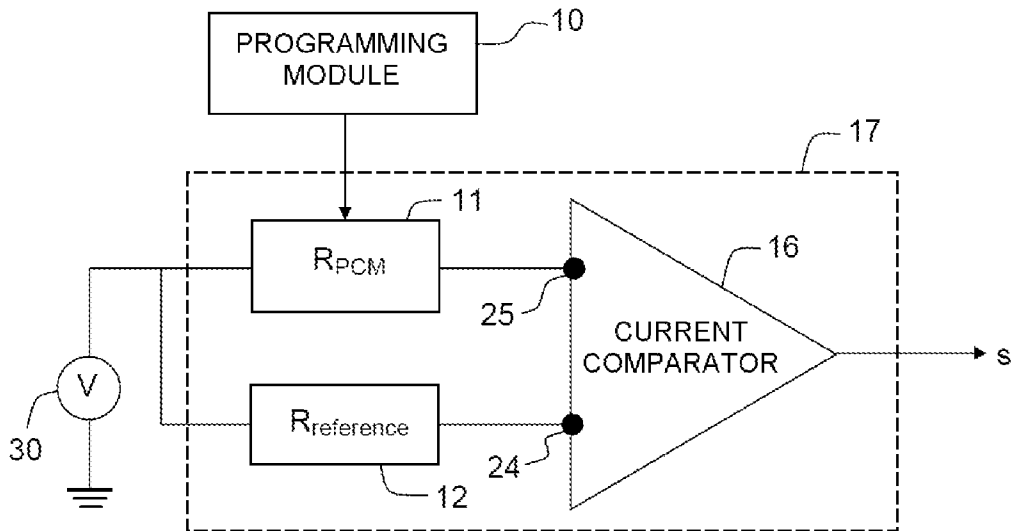 PROGRAMMING
MODULE
10
17
11
R_PCM
16
25
CURRENT
COMPARATOR
s
V
30
R_reference
24
12